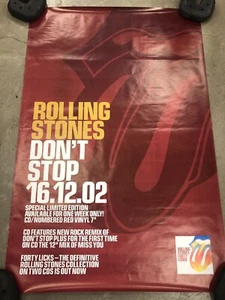 ROLLING
STONES
DON'T
STOP
16.12.02
SPECIAL LIMITED EDITION
AVAILABLE FOR ONE WEEK ONLY!
CD/NUMBERED RED VINYL 7"
CD FEATURES NEW ROCK REMIX OF
DON'T STOP PLUS FOR THE FIRST TIME
ON CD THE 12" MIX OF MISS YOU
FORTY LICKS – THE DEFINITIVE
ROLLING STONES COLLECTION
ON TWO CDS IS OUT NOW